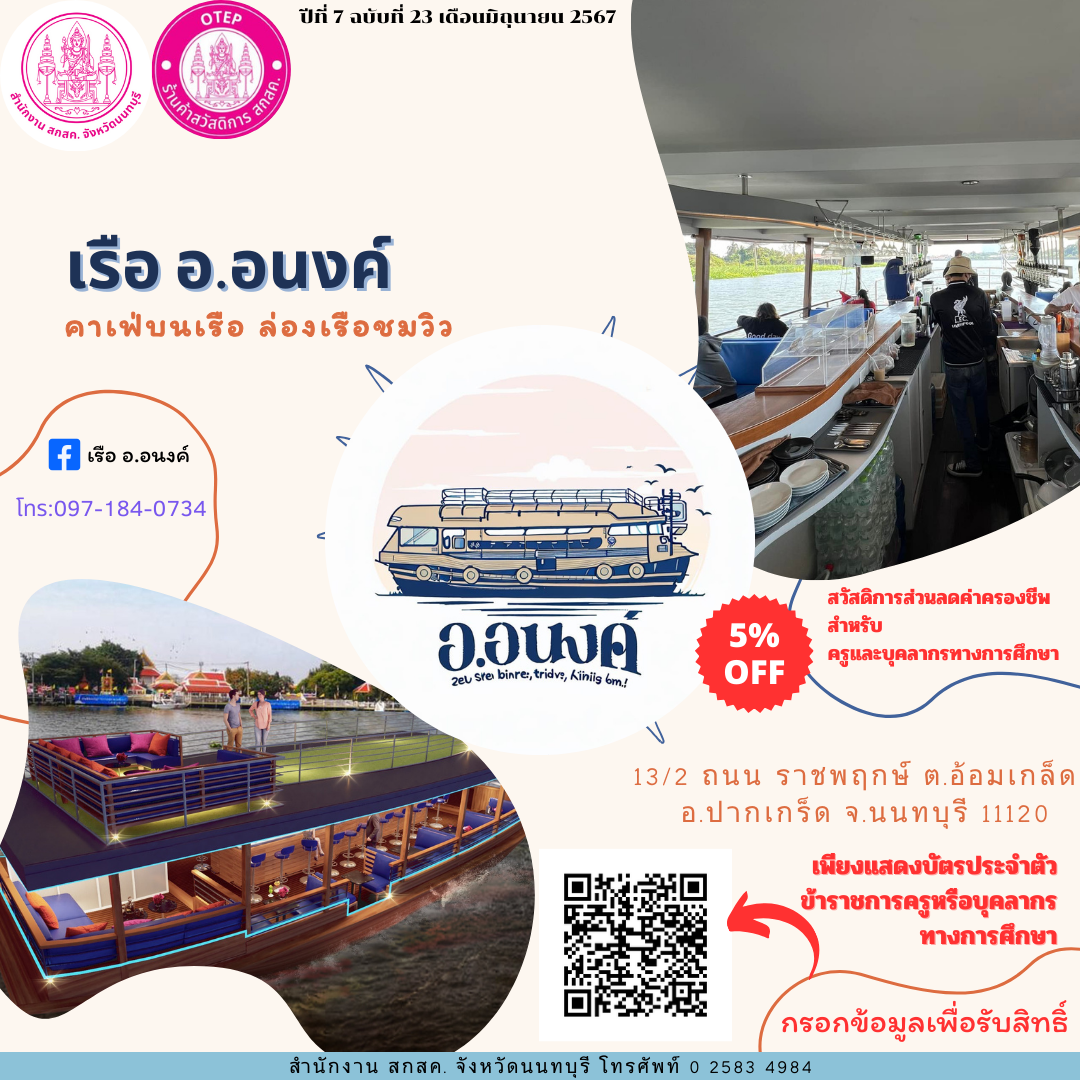 ปีที่ 7 ฉบับที่ 23 เดือนมิถุนายน 2567
สำนักงาน สกสค. จังหวัดนนทบุรี
OTEP
ร้านค้าสวัสดิการ สกสค.
เรือ อ.อนงค์
คาเฟ่บนเรือ ล่องเรือชมวิว
เรือ อ.อนงค์
โทร:097-184-0734
อ.อนงค์
5%
OFF
สวัสดิการส่วนลดค่าครองชีพ
สำหรับ
ครูและบุคลากรทางการศึกษา
13/2 ถนน ราชพฤกษ์ ต.อ้อมเกล็ด
อ.ปากเกร็ด จ.นนทบุรี 11120
เพียงแสดงบัตรประจำตัว
ข้าราชการครูหรือบุคลากร
ทางการศึกษา
กรอกข้อมูลเพื่อรับสิทธิ์
สำนักงาน สกสค. จังหวัดนนทบุรี โทรศัพท์ 0 2583 4984